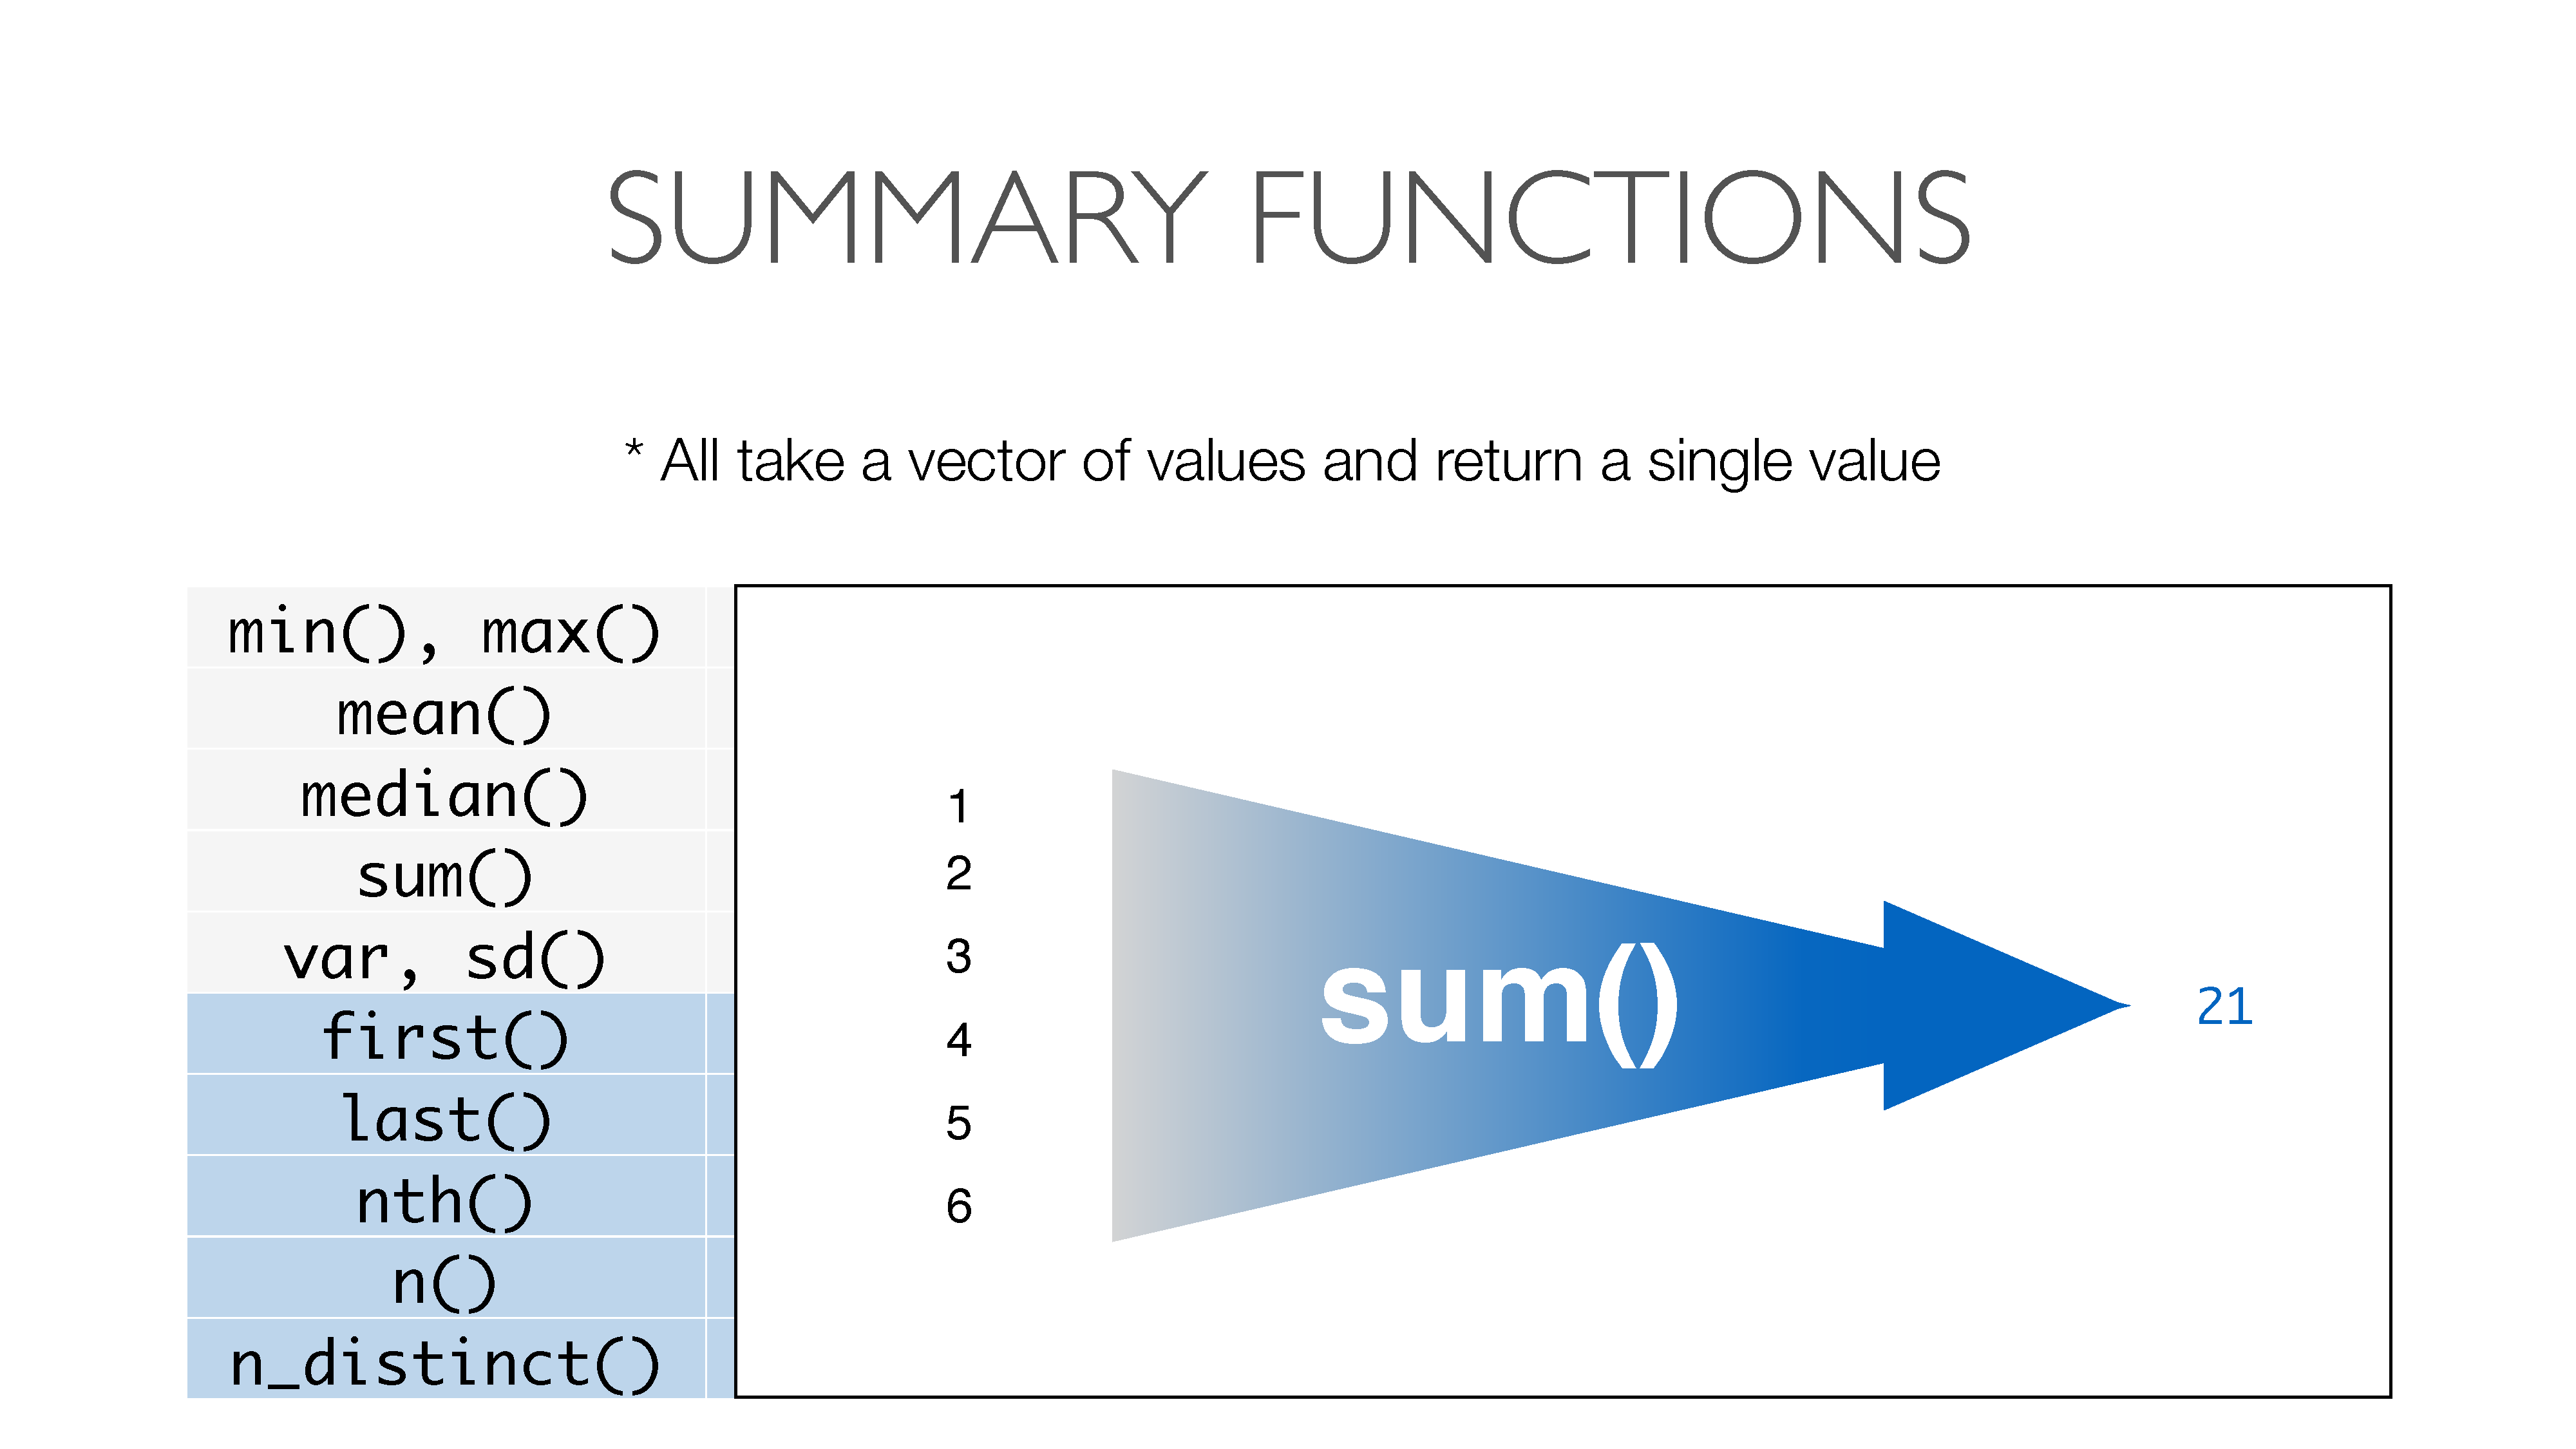 SUMMARY FUNCTIONS
* All take a vector of values and return a single value
min(), max()
mean()
median()
sum()
var, sd()
first()
last()
nth()
n()
n_distinct()
1
2
3
4
5
6
sum()
21